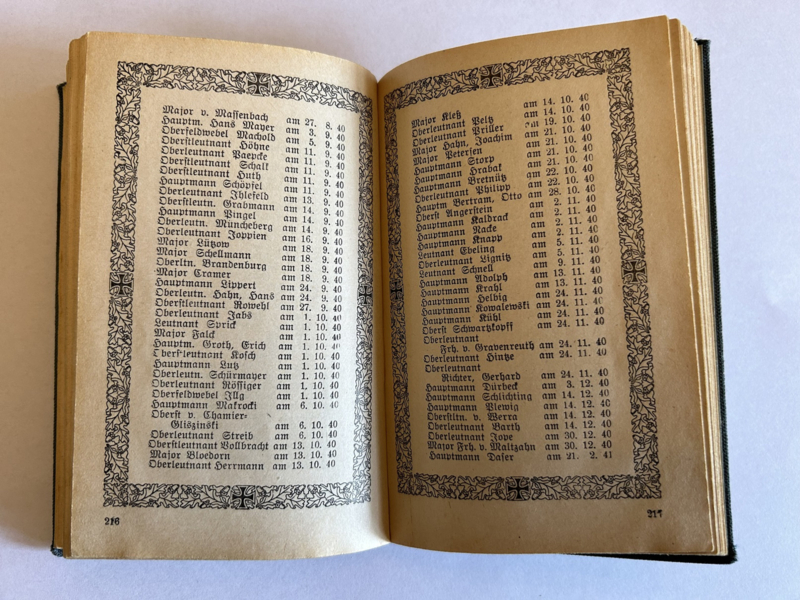 Major v. Massenbach am 27. 8. 40
Hauptm. Hans Mayer am 3. 9. 40
Oberfeldwebel Machold am 5. 9. 40
Oberstleutnant Höhne am 11. 9. 40
Oberleutnant Paepcke am 11. 9. 40
Oberleutnant Schalk am 11. 9. 40
Oberstleutnant Huth am 11. 9. 40
Hauptmann Schöpfel am 11. 9. 40
Oberleutnant Ihlefeld am 13. 9. 40
Oberstleutn. Grabmann am 14. 9. 40
Hauptmann Pingel am 14. 9. 40
Oberleutn. Müncheberg am 14. 9. 40
Oberleutnant Joppien am 16. 9. 40
Major Lützow am 18. 9. 40
Major Schellmann am 18. 9. 40
Oberltn. Brandenburg am 18. 9. 40
Major Cramer am 18. 9. 40
Hauptmann Lippert am 24. 9. 40
Oberleutn. Hahn, Hans am 24. 9. 40
Oberstleutnant Rowehl am 27. 9. 40
Oberleutnant Jabs am 1. 10. 40
Leutnant Sprick am 1. 10. 40
Major Falck am 1. 10. 40
Hauptm. Groth, Erich am 1. 10. 40
Oberstleutnant Kosch am 1. 10. 40
Hauptmann Lutz am 1. 10. 40
Oberleutn. Schürmayer am 1. 10. 40
Oberleutnant Rössiger am 1. 10. 40
Oberfeldwebel Illg am 1. 10. 40
Hauptmann Makrocki am 6. 10. 40
Oberst v. Chamier-
Gliszinski am 6. 10. 40
Oberleutnant Streib am 6. 10. 40
Oberstleutnant Vollbracht am 13. 10. 40
Major Bloedorn am 13. 10. 40
Oberleutnant Herrmann am 13. 10. 40
216
Major Kleß am 14. 10. 40
Oberleutnant Peltz am 14. 10. 40
Oberleutnant Priller am 19. 10. 40
Major Hahn, Joachim am 21. 10. 40
Major Petersen am 21. 10. 40
Hauptmann Storp am 21. 10. 40
Hauptmann Hrabak am 21. 10. 40
Hauptmann Bretnütz am 22. 10. 40
Oberleutnant Philipp am 22. 10. 40
Hauptm Bertram, Otto am 28. 10. 40
Oberst Angerstein am 2. 11. 40
Hauptmann Kaldrack am 2. 11. 40
Hauptmann Racke am 2. 11. 40
Hauptmann Knapp am 2. 11. 40
Leutnant Ebeling am 5. 11. 40
Oberleutnant Lignitz am 5. 11. 40
Leutnant Schnell am 9. 11. 40
Hauptmann Adolph am 13. 11. 40
Hauptmann Krahl am 13. 11. 40
Hauptmann Helbig am 24. 11. 40
Hauptmann Kowalewski am 24. 11. 40
Hauptmann Kühl am 24. 11. 40
Oberst Schwartzkopff am 24. 11. 40
Oberleutnant
Frh. v. Gravenreuth am 24. 11. 40
Oberleutnant Hintze am 24. 11. 40
Oberleutnant
Richter, Gerhard am 24. 11. 40
Hauptmann Dürbeck am 3. 12. 40
Hauptmann Schlichting am 14. 12. 40
Hauptmann Plewig am 14. 12. 40
Oberstltn. v. Werra am 14. 12. 40
Oberleutnant Barth am 14. 12. 40
Oberleutnant Jope am 30. 12. 40
Major Frh. v. Maltzahn am 30. 12. 40
Hauptmann Daser am 21. 2. 41
217